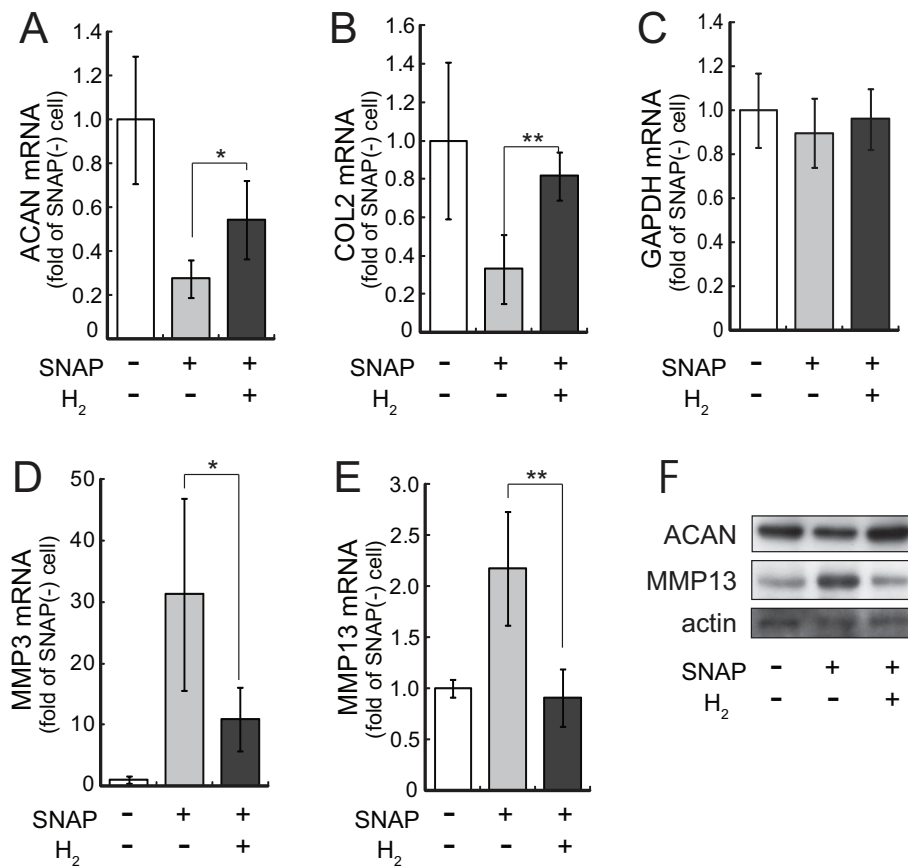 A
ACAN mRNA
(fold of SNAP(-) cell)
1.4
1.2
1.0
0.8
0.6
0.4
0.2
0
*
SNAP - + +
H2 - - +
B
COL2 mRNA
(fold of SNAP(-) cell)
1.6
1.4
1.2
1.0
0.8
0.6
0.4
0.2
0
**
SNAP - + +
H2 - - +
C
GAPDH mRNA
(fold of SNAP(-) cell)
1.4
1.2
1.0
0.8
0.6
0.4
0.2
0
SNAP - + +
H2 - - +
D
MMP3 mRNA
(fold of SNAP(-) cell)
50
40
30
20
10
0
*
SNAP - + +
H2 - - +
E
MMP13 mRNA
(fold of SNAP(-) cell)
3.0
2.5
2.0
1.5
1.0
0.5
0
**
SNAP - + +
H2 - - +
F
ACAN
MMP13
actin
SNAP - + +
H2 - - +